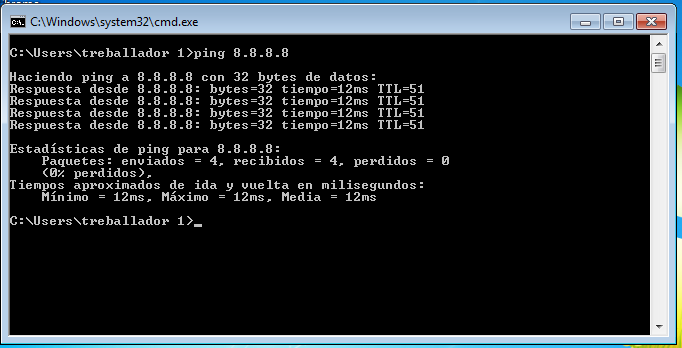 C:\Windows\system32\cmd.exe
C:\Users\treballador 1>ping 8.8.8.8
Haciendo ping a 8.8.8.8 con 32 bytes de datos:
Respuesta desde 8.8.8.8: bytes=32 tiempo=12ms TTL=51
Respuesta desde 8.8.8.8: bytes=32 tiempo=12ms TTL=51
Respuesta desde 8.8.8.8: bytes=32 tiempo=12ms TTL=51
Respuesta desde 8.8.8.8: bytes=32 tiempo=12ms TTL=51
Estadísticas de ping para 8.8.8.8:
Paquetes: enviados = 4, recibidos = 4, perdidos = 0
(0% perdidos),
Tiempos aproximados de ida y vuelta en milisegundos:
Mínimo = 12ms, Máximo = 12ms, Media = 12ms
C:\Users\treballador 1>_